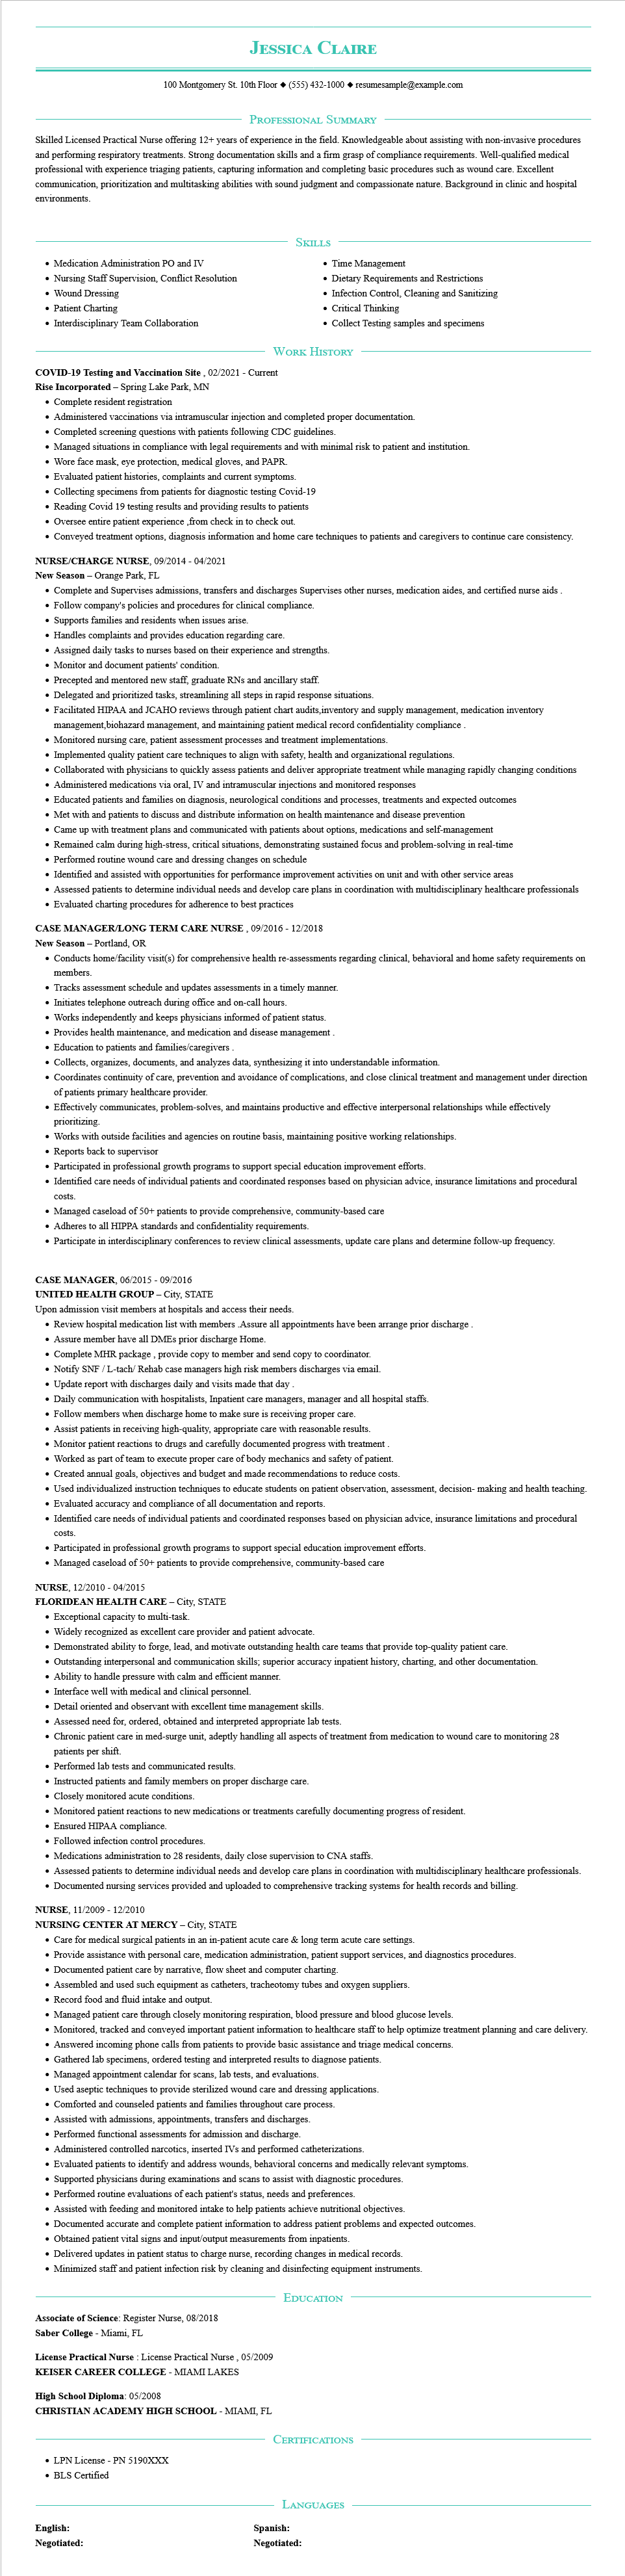 Jessica Claire
100 Montgomery St. 10th Floor ◆ (555) 432-1000 ◆ resumesample@example.com
Professional Summary
Skilled Licensed Practical Nurse offering 12+ years of experience in the field. Knowledgeable about assisting with non-invasive procedures
and performing respiratory treatments. Strong documentation skills and a firm grasp of compliance requirements. Well-qualified medical
professional with experience triaging patients, capturing information and completing basic procedures such as wound care. Excellent
communication, prioritization and multitasking abilities with sound judgment and compassionate nature. Background in clinic and hospital
environments.
Skills
• Medication Administration PO and IV
• Nursing Staff Supervision, Conflict Resolution
• Wound Dressing
• Patient Charting
• Interdisciplinary Team Collaboration
• Time Management
• Dietary Requirements and Restrictions
• Infection Control, Cleaning and Sanitizing
• Critical Thinking
• Collect Testing samples and specimens
Work History
COVID-19 Testing and Vaccination Site , 02/2021 - Current
Rise Incorporated – Spring Lake Park, MN
• Complete resident registration
• Administered vaccinations via intramuscular injection and completed proper documentation.
• Completed screening questions with patients following CDC guidelines.
• Managed situations in compliance with legal requirements and with minimal risk to patient and institution.
• Wore face mask, eye protection, medical gloves, and PAPR.
• Evaluated patient histories, complaints and current symptoms.
• Collecting specimens from patients for diagnostic testing Covid-19
• Reading Covid 19 testing results and providing results to patients
• Oversee entire patient experience ,from check in to check out.
• Conveyed treatment options, diagnosis information and home care techniques to patients and caregivers to continue care consistency.
NURSE/CHARGE NURSE, 09/2014 - 04/2021
New Season – Orange Park, FL
• Complete and Supervises admissions, transfers and discharges Supervises other nurses, medication aides, and certified nurse aids .
• Follow company's policies and procedures for clinical compliance.
• Supports families and residents when issues arise.
• Handles complaints and provides education regarding care.
• Assigned daily tasks to nurses based on their experience and strengths.
• Monitor and document patients' condition.
• Precepted and mentored new staff, graduate RNs and ancillary staff.
• Delegated and prioritized tasks, streamlining all steps in rapid response situations.
• Facilitated HIPAA and JCAHO reviews through patient chart audits,inventory and supply management, medication inventory
management,biohazard management, and maintaining patient medical record confidentiality compliance .
• Monitored nursing care, patient assessment processes and treatment implementations.
• Implemented quality patient care techniques to align with safety, health and organizational regulations.
• Collaborated with physicians to quickly assess patients and deliver appropriate treatment while managing rapidly changing conditions
• Administered medications via oral, IV and intramuscular injections and monitored responses
• Educated patients and families on diagnosis, neurological conditions and processes, treatments and expected outcomes
• Met with and patients to discuss and distribute information on health maintenance and disease prevention
• Came up with treatment plans and communicated with patients about options, medications and self-management
• Remained calm during high-stress, critical situations, demonstrating sustained focus and problem-solving in real-time
• Performed routine wound care and dressing changes on schedule
• Identified and assisted with opportunities for performance improvement activities on unit and with other service areas
• Assessed patients to determine individual needs and develop care plans in coordination with multidisciplinary healthcare professionals
• Evaluated charting procedures for adherence to best practices
CASE MANAGER/LONG TERM CARE NURSE , 09/2016 - 12/2018
New Season – Portland, OR
• Conducts home/facility visit(s) for comprehensive health re-assessments regarding clinical, behavioral and home safety requirements on
members.
• Tracks assessment schedule and updates assessments in a timely manner.
• Initiates telephone outreach during office and on-call hours.
• Works independently and keeps physicians informed of patient status.
• Provides health maintenance, and medication and disease management .
• Education to patients and families/caregivers .
• Collects, organizes, documents, and analyzes data, synthesizing it into understandable information.
• Coordinates continuity of care, prevention and avoidance of complications, and close clinical treatment and management under direction
of patients primary healthcare provider.
• Effectively communicates, problem-solves, and maintains productive and effective interpersonal relationships while effectively
prioritizing.
• Works with outside facilities and agencies on routine basis, maintaining positive working relationships.
• Reports back to supervisor
• Participated in professional growth programs to support special education improvement efforts.
• Identified care needs of individual patients and coordinated responses based on physician advice, insurance limitations and procedural
costs.
• Managed caseload of 50+ patients to provide comprehensive, community-based care
• Adheres to all HIPPA standards and confidentiality requirements.
• Participate in interdisciplinary conferences to review clinical assessments, update care plans and determine follow-up frequency.
CASE MANAGER, 06/2015 - 09/2016
UNITED HEALTH GROUP – City, STATE
Upon admission visit members at hospitals and access their needs.
• Review hospital medication list with members .Assure all appointments have been arrange prior discharge .
• Assure member have all DMEs prior discharge Home.
• Complete MHR package , provide copy to member and send copy to coordinator.
• Notify SNF / L-tach/ Rehab case managers high risk members discharges via email.
• Update report with discharges daily and visits made that day .
• Daily communication with hospitalists, Inpatient care managers, manager and all hospital staffs.
• Follow members when discharge home to make sure is receiving proper care.
• Assist patients in receiving high-quality, appropriate care with reasonable results.
• Monitor patient reactions to drugs and carefully documented progress with treatment .
• Worked as part of team to execute proper care of body mechanics and safety of patient.
• Created annual goals, objectives and budget and made recommendations to reduce costs.
• Used individualized instruction techniques to educate students on patient observation, assessment, decision- making and health teaching.
• Evaluated accuracy and compliance of all documentation and reports.
• Identified care needs of individual patients and coordinated responses based on physician advice, insurance limitations and procedural
costs.
• Participated in professional growth programs to support special education improvement efforts.
• Managed caseload of 50+ patients to provide comprehensive, community-based care
NURSE, 12/2010 - 04/2015
FLORIDEAN HEALTH CARE – City, STATE
• Exceptional capacity to multi-task.
• Widely recognized as excellent care provider and patient advocate.
• Demonstrated ability to forge, lead, and motivate outstanding health care teams that provide top-quality patient care.
• Outstanding interpersonal and communication skills; superior accuracy inpatient history, charting, and other documentation.
• Ability to handle pressure with calm and efficient manner.
• Interface well with medical and clinical personnel.
• Detail oriented and observant with excellent time management skills.
• Assessed need for, ordered, obtained and interpreted appropriate lab tests.
• Chronic patient care in med-surge unit, adeptly handling all aspects of treatment from medication to wound care to monitoring 28
patients per shift.
• Performed lab tests and communicated results.
• Instructed patients and family members on proper discharge care.
• Closely monitored acute conditions.
• Monitored patient reactions to new medications or treatments carefully documenting progress of resident.
• Ensured HIPAA compliance.
• Followed infection control procedures.
• Medications administration to 28 residents, daily close supervision to CNA staffs.
• Assessed patients to determine individual needs and develop care plans in coordination with multidisciplinary healthcare professionals.
• Documented nursing services provided and uploaded to comprehensive tracking systems for health records and billing.
NURSE, 11/2009 - 12/2010
NURSING CENTER AT MERCY – City, STATE
• Care for medical surgical patients in an in-patient acute care & long term acute care settings.
• Provide assistance with personal care, medication administration, patient support services, and diagnostics procedures.
• Documented patient care by narrative, flow sheet and computer charting.
• Assembled and used such equipment as catheters, tracheotomy tubes and oxygen suppliers.
• Record food and fluid intake and output.
• Managed patient care through closely monitoring respiration, blood pressure and blood glucose levels.
• Monitored, tracked and conveyed important patient information to healthcare staff to help optimize treatment planning and care delivery.
• Answered incoming phone calls from patients to provide basic assistance and triage medical concerns.
• Gathered lab specimens, ordered testing and interpreted results to diagnose patients.
• Managed appointment calendar for scans, lab tests, and evaluations.
• Used aseptic techniques to provide sterilized wound care and dressing applications.
• Comforted and counseled patients and families throughout care process.
• Assisted with admissions, appointments, transfers and discharges.
• Performed functional assessments for admission and discharge.
• Administered controlled narcotics, inserted IVs and performed catheterizations.
• Evaluated patients to identify and address wounds, behavioral concerns and medically relevant symptoms.
• Supported physicians during examinations and scans to assist with diagnostic procedures.
• Performed routine evaluations of each patient's status, needs and preferences.
• Assisted with feeding and monitored intake to help patients achieve nutritional objectives.
• Documented accurate and complete patient information to address patient problems and expected outcomes.
• Obtained patient vital signs and input/output measurements from inpatients.
• Delivered updates in patient status to charge nurse, recording changes in medical records.
• Minimized staff and patient infection risk by cleaning and disinfecting equipment instruments.
Education
Associate of Science: Register Nurse, 08/2018
Saber College - Miami, FL
License Practical Nurse : License Practical Nurse , 05/2009
KEISER CAREER COLLEGE - MIAMI LAKES
High School Diploma: 05/2008
CHRISTIAN ACADEMY HIGH SCHOOL - MIAMI, FL
Certifications
• LPN License - PN 5190XXX
• BLS Certified
Languages
English:
Negotiated:
Spanish:
Negotiated: